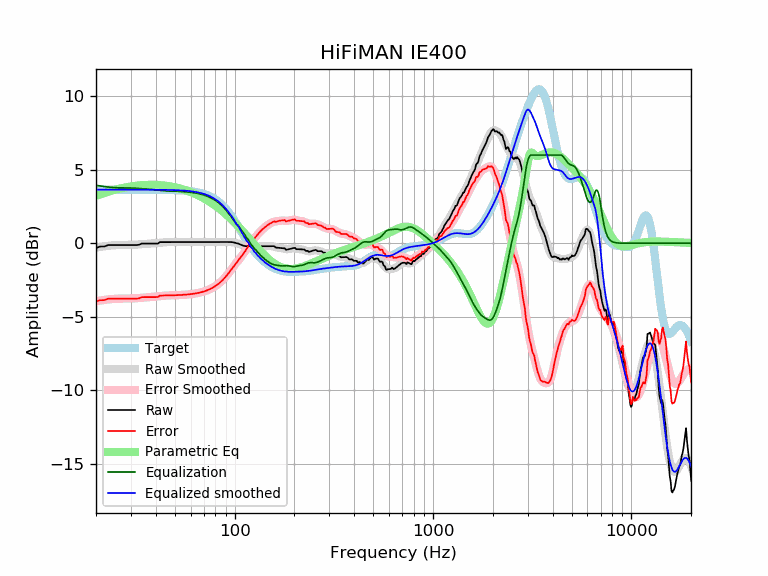 HiFiMAN IE400
Amplitude (dBr)
10
5
0
−5
−10
−15
Target
Raw Smoothed
Error Smoothed
Raw
Error
Parametric Eq
Equalization
Equalized smoothed
100
1000
10000
Frequency (Hz)